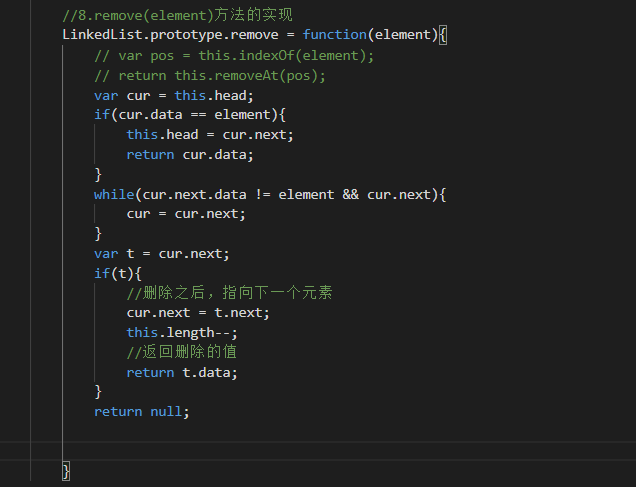 //8.remove(element)方法的实现
LinkedList.prototype.remove = function(element){
// var pos = this.indexOf(element);
// return this.removeAt(pos);
var cur = this.head;
if(cur.data == element){
this.head = cur.next;
return cur.data;
}
while(cur.next.data != element && cur.next){
cur = cur.next;
}
var t = cur.next;
if(t){
//删除之后，指向下一个元素
cur.next = t.next;
this.length--;
//返回删除的值
return t.data;
}
return null;
}